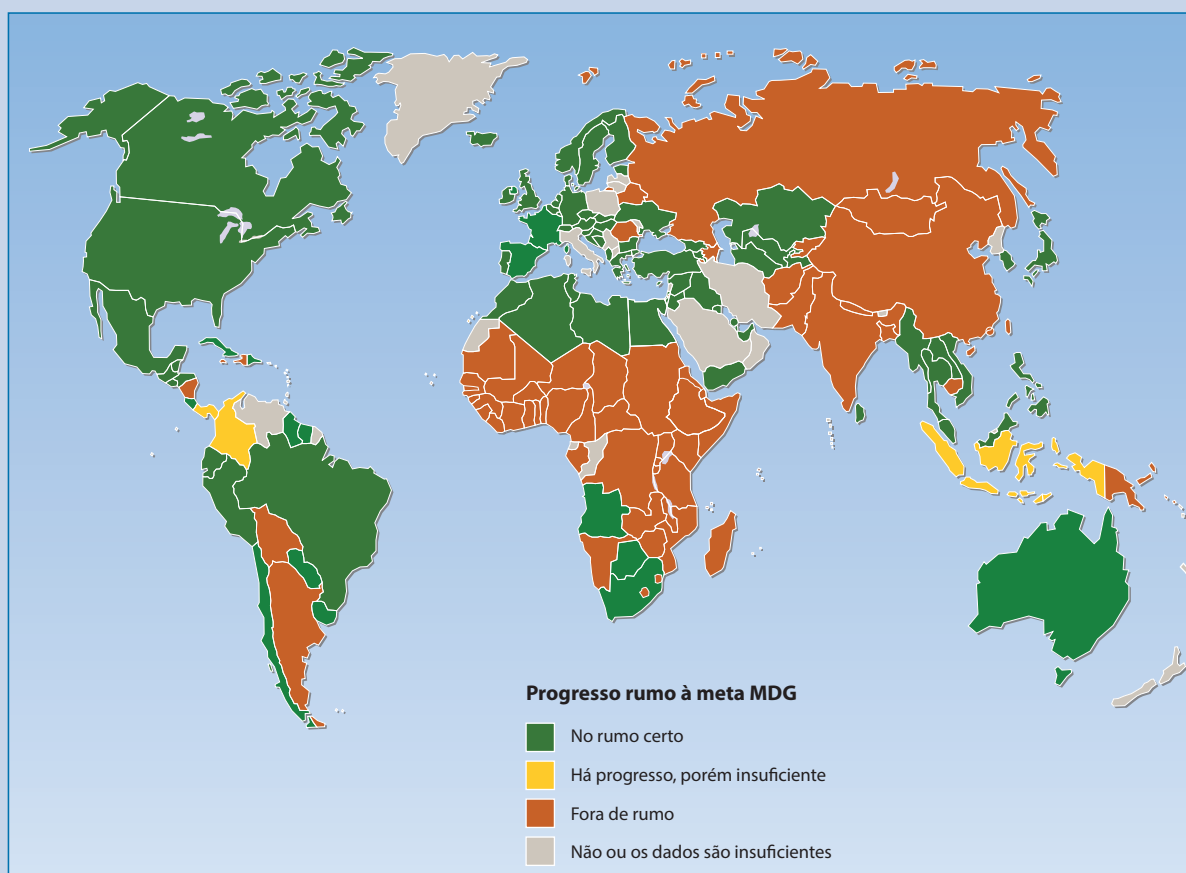 Progresso rumo à meta MDG
No rumo certo
Há progresso, porém insuficiente
Fora de rumo
Não ou os dados são insuficientes